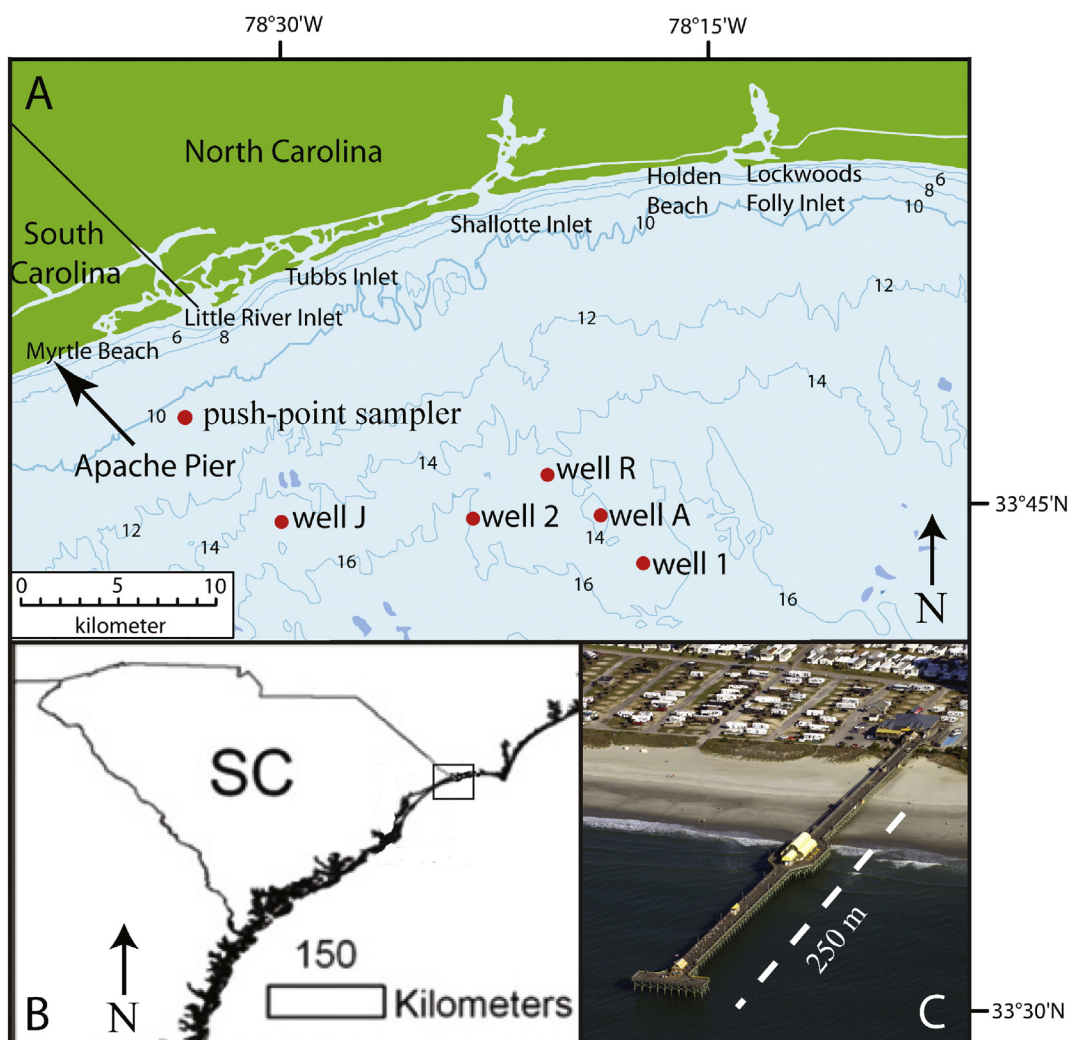 78°30'W
78°15'W
A
North Carolina
South
Carolina
Holden
Beach
Lockwoods
Folly Inlet
6
8
10
10
Shallotte Inlet
Tubbs Inlet
12
12
Little River Inlet
6
8
Myrtle Beach
14
10
push-point sampler
Apache Pier
14
well R
33°45'N
well J
well 2
well A
12
14
14
16
well 1
16
16
0
5
10
kilometer
N
SC
150
Kilometers
B
N
250 m
C
33°30'N